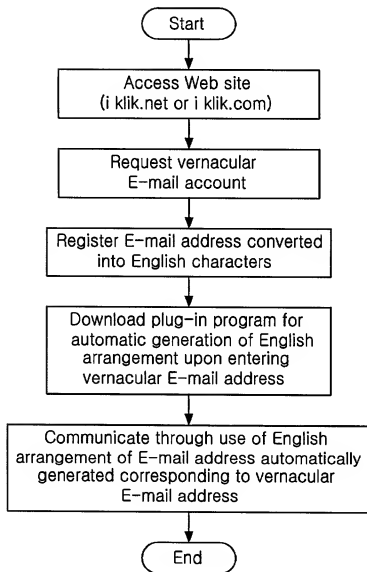 Start
Access Web site
(i klik.net or i klik.com)
Request vernacular
E-mail account
Register E-mail address converted
into English characters
Download plug-in program for
automatic generation of English
arrangement upon entering
vernacular E-mail address
Communicate through use of English
arrangement of E-mail address automatically
generated corresponding to vernacular
E-mail address
End